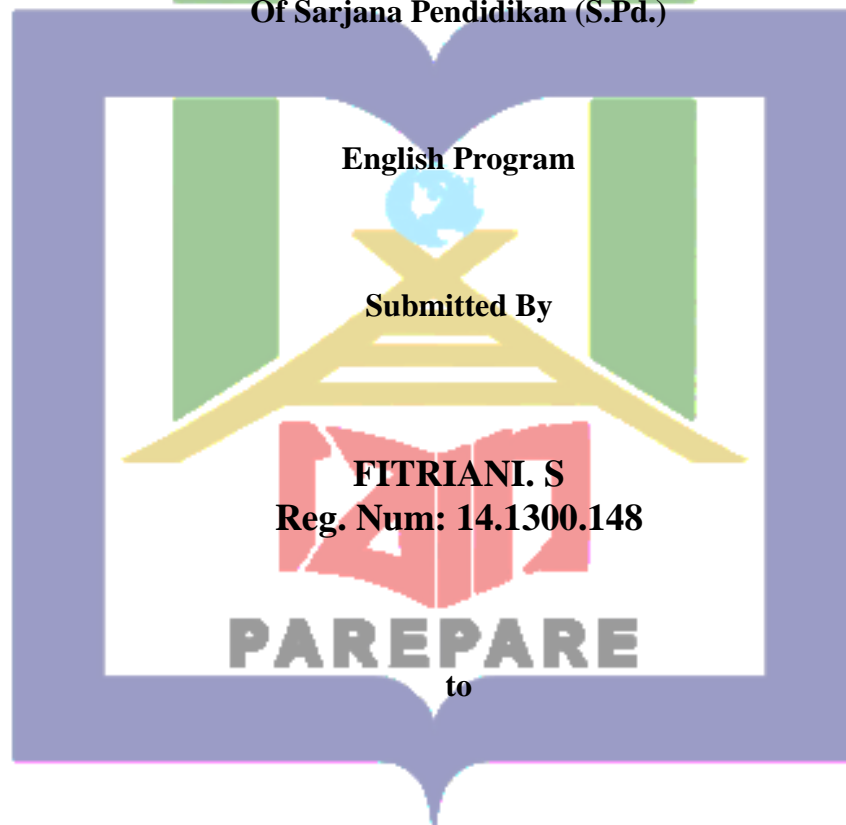 Of Sarjana Pendidikan (S.Pd.)
English Program
Submitted By
FITRIANI. S
Reg. Num: 14.1300.148
PAREPARE
to